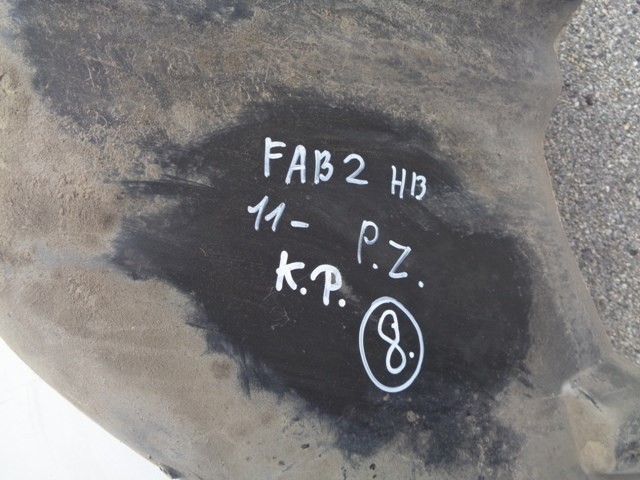 FAB2 HB
11- P.Z.
K.P.
8.